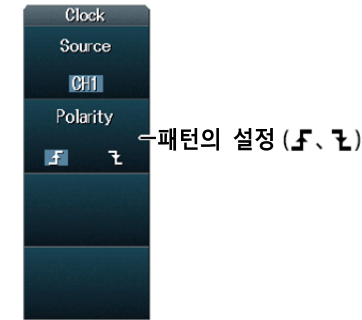 Clock
Source
CH1
Polarity
패턴의 설정 (、)